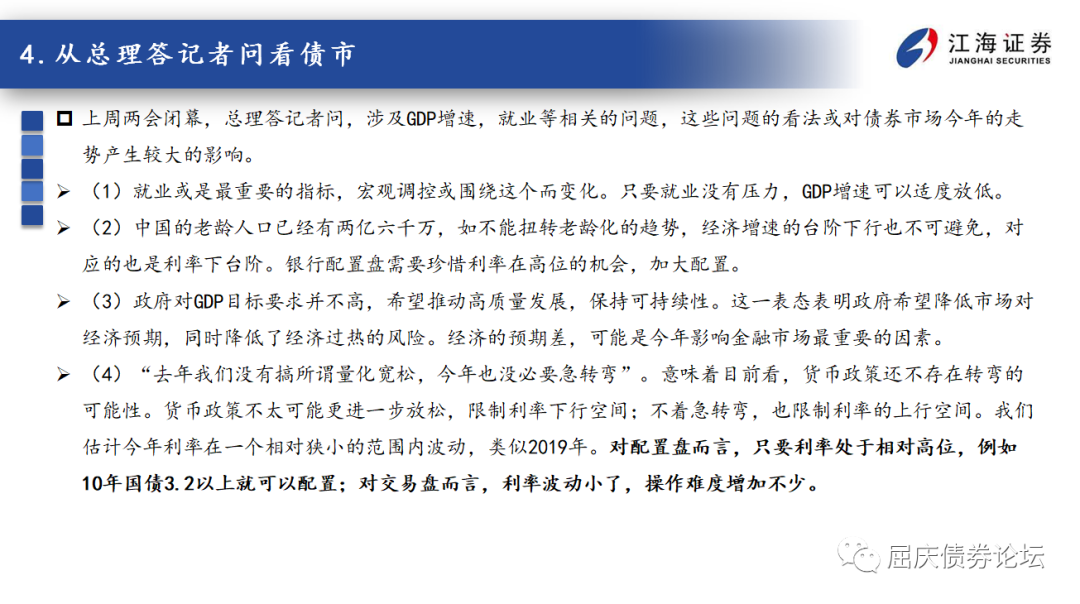 4.从总理答记者问看债市
江海证券
JIANGHAI SECURITIES
上周两会闭幕，总理答记者问，涉及GDP增速，就业等相关的问题，这些问题的看法或对债券市场今年的走
势产生较大的影响。
（1）就业或是最重要的指标，宏观调控或围绕这个而变化。只要就业没有压力，GDP增速可以适度放低。
（2）中国的老龄人口已经有两亿六千万，如不能扭转老龄化的趋势，经济增速的台阶下行也不可避免，对
应的也是利率下台阶。银行配置盘需要珍惜利率在高位的机会，加大配置。
（3）政府对GDP目标要求并不高，希望推动高质量发展，保持可持续性。这一表态表明政府希望降低市场对
经济预期，同时降低了经济过热的风险。经济的预期差，可能是今年影响金融市场最重要的因素。
（4）“去年我们没有搞所谓量化宽松，今年也没必要急转弯”。意味着目前看，货币政策还不存在转弯的
可能性。货币政策不太可能更进一步放松，限制利率下行空间；不着急转弯，也限制利率的上行空间。我们
估计今年利率在一个相对狭小的范围内波动，类似2019年。对配置盘而言，只要利率处于相对高位，例如
10年国债3.2以上就可以配置；对交易盘而言，利率波动小了，操作难度增加不少。
屈庆债券论坛